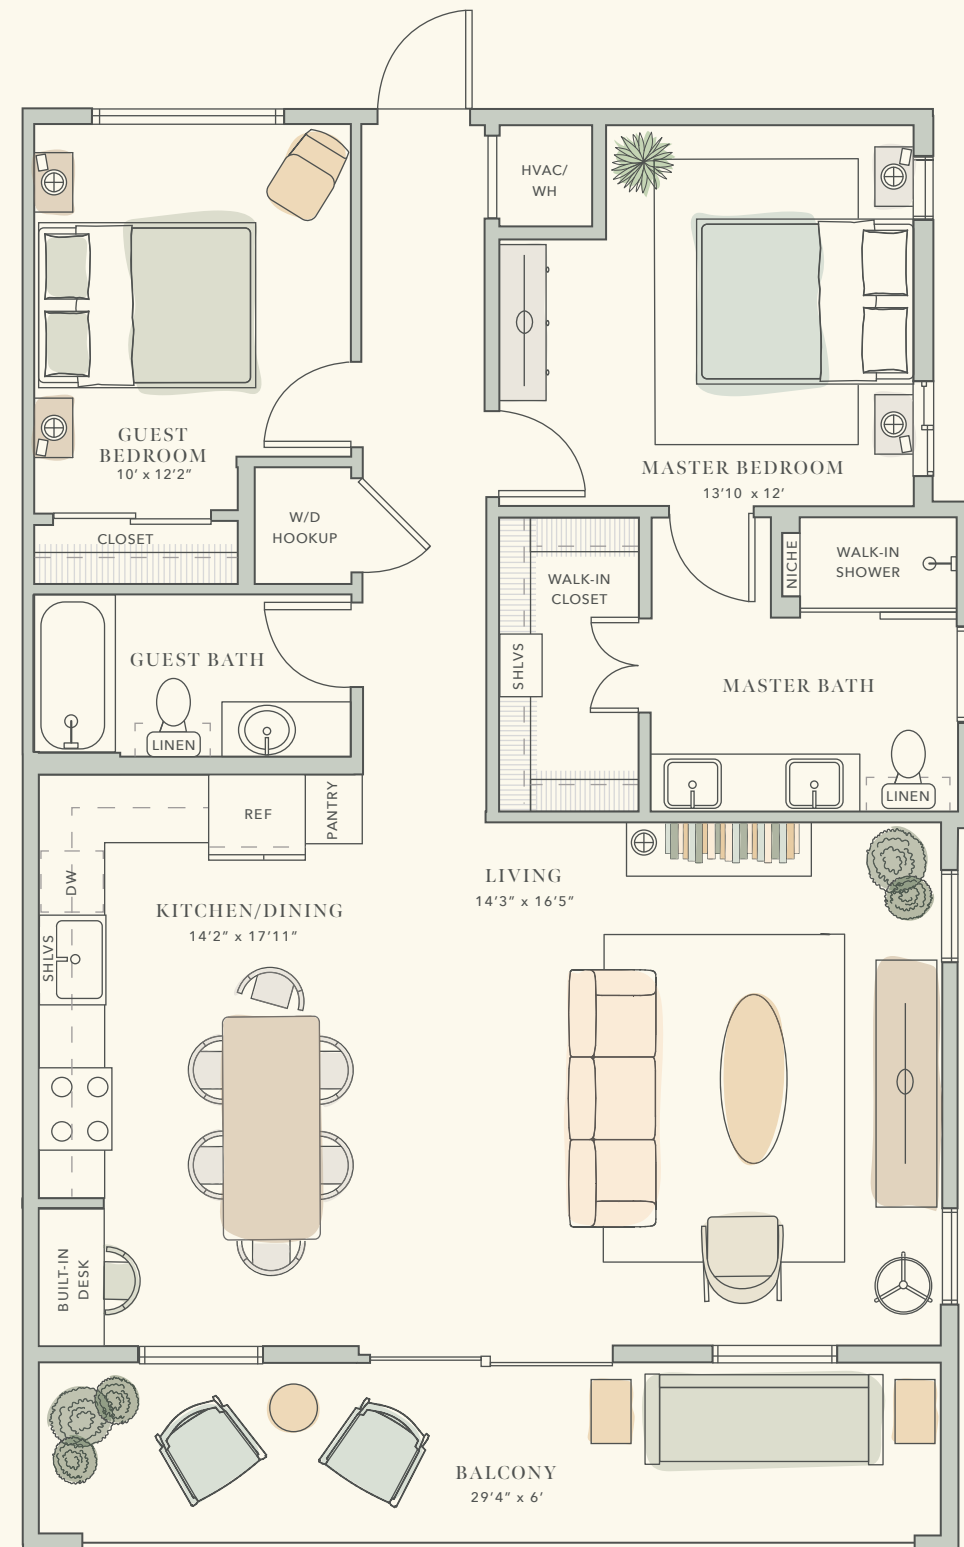 HVAC/
WH
GUEST
BEDROOM
10’ x 12’2”
MASTER BEDROOM
13’10 x 12’
W/D
HOOKUP
CLOSET
WALK-IN
CLOSET
NICHE
WALK-IN
SHOWER
SHLVS
GUEST BATH
MASTER BATH
LINEN
LINEN
REF
PANTRY
DW
LIVING
14’3” x 16’5”
KITCHEN/DINING
14’2” x 17’11”
SHLVS
BUILT-IN
DESK
BALCONY
29’4” x 6’